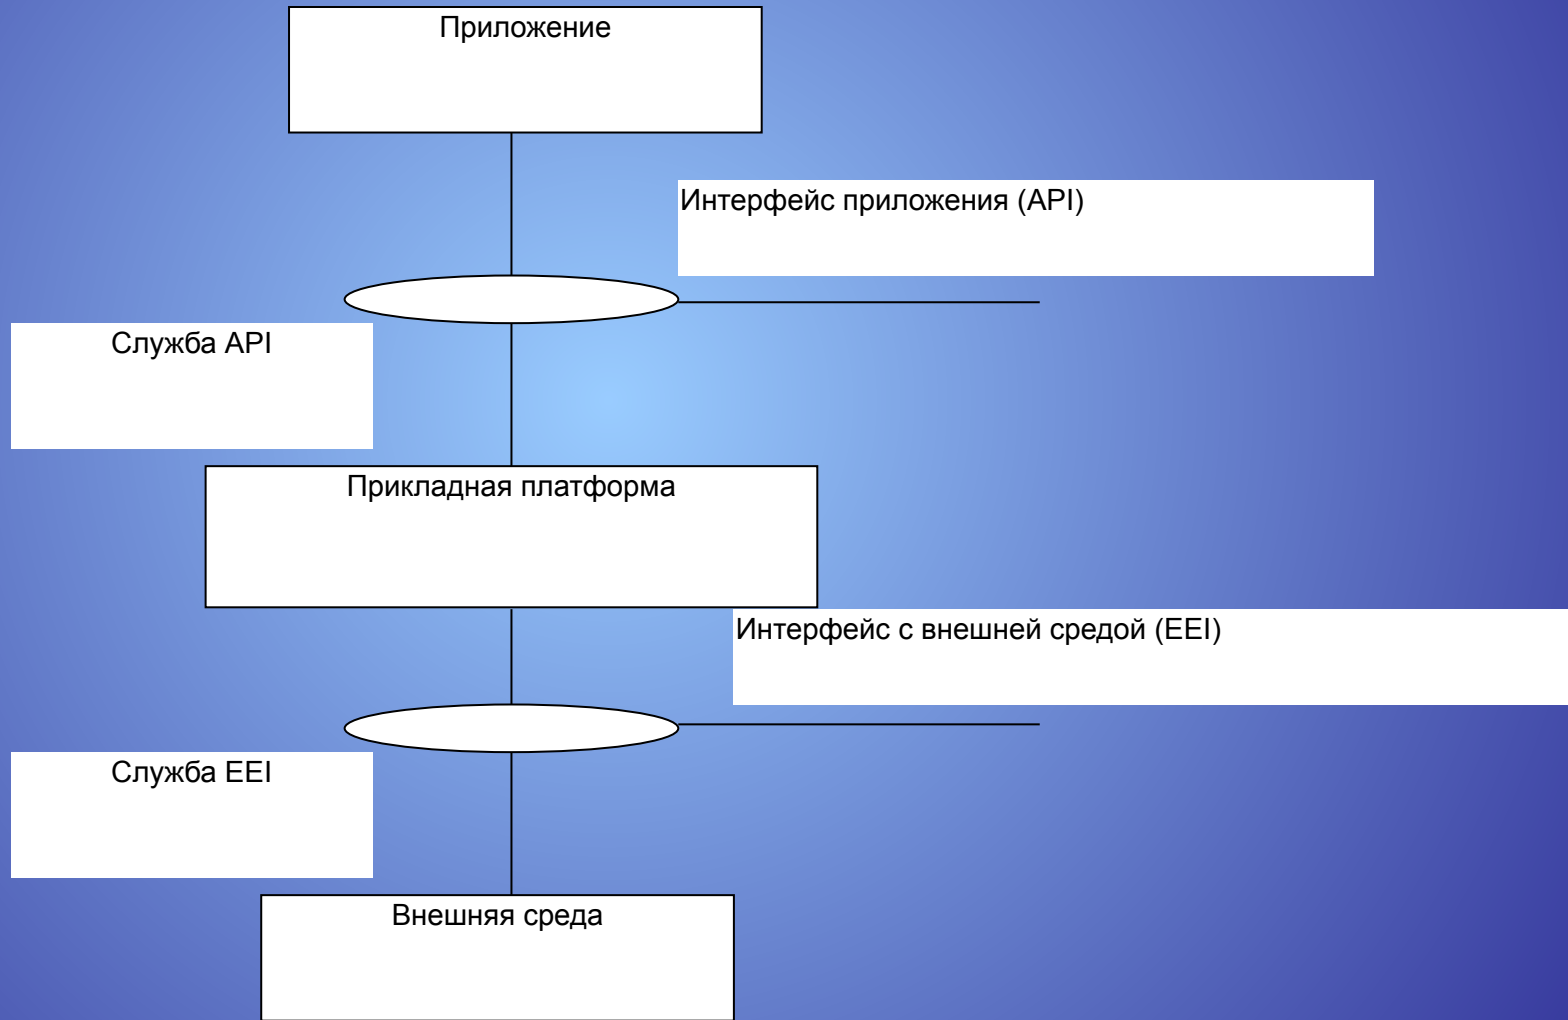 Приложение
Интерфейс приложения (API)
Служба API
Прикладная платформа
Интерфейс с внешней средой (EEI)
Служба EEI
Внешняя среда